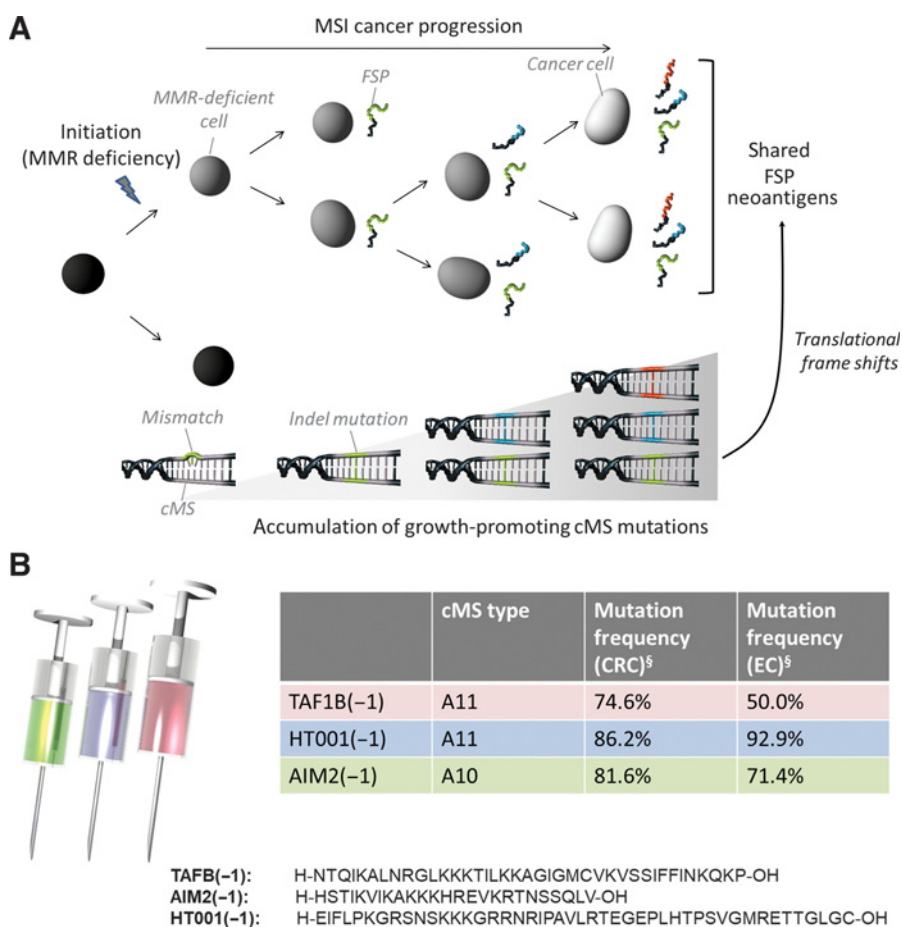 A
MSI cancer progression
Cancer cell
FSP
MMR-deficient
cell
Initiation
(MMR deficiency)
Shared
FSP
neoantigens
Translational
frame shifts
Mismatch
Indel mutation
cMS
Accumulation of growth-promoting cMS mutations
B
cMS type Mutation frequency (CRC)§ Mutation frequency (EC)§
TAF1B(−1) A11 74.6% 50.0%
HT001(−1) A11 86.2% 92.9%
AIM2(−1) A10 81.6% 71.4%
TAFB(−1): H-NTQIKALNRGLKKKTILKKAGIGMCVKVSSIFFINKQKP-OH
AIM2(−1): H-HSTIKVIKAKKKHREVKRTNSSQLV-OH
HT001(−1): H-EIFLPKGRSNSKKKGRRNRIPAVLRTEGEPLHTPSVGMRETTGLGC-OH